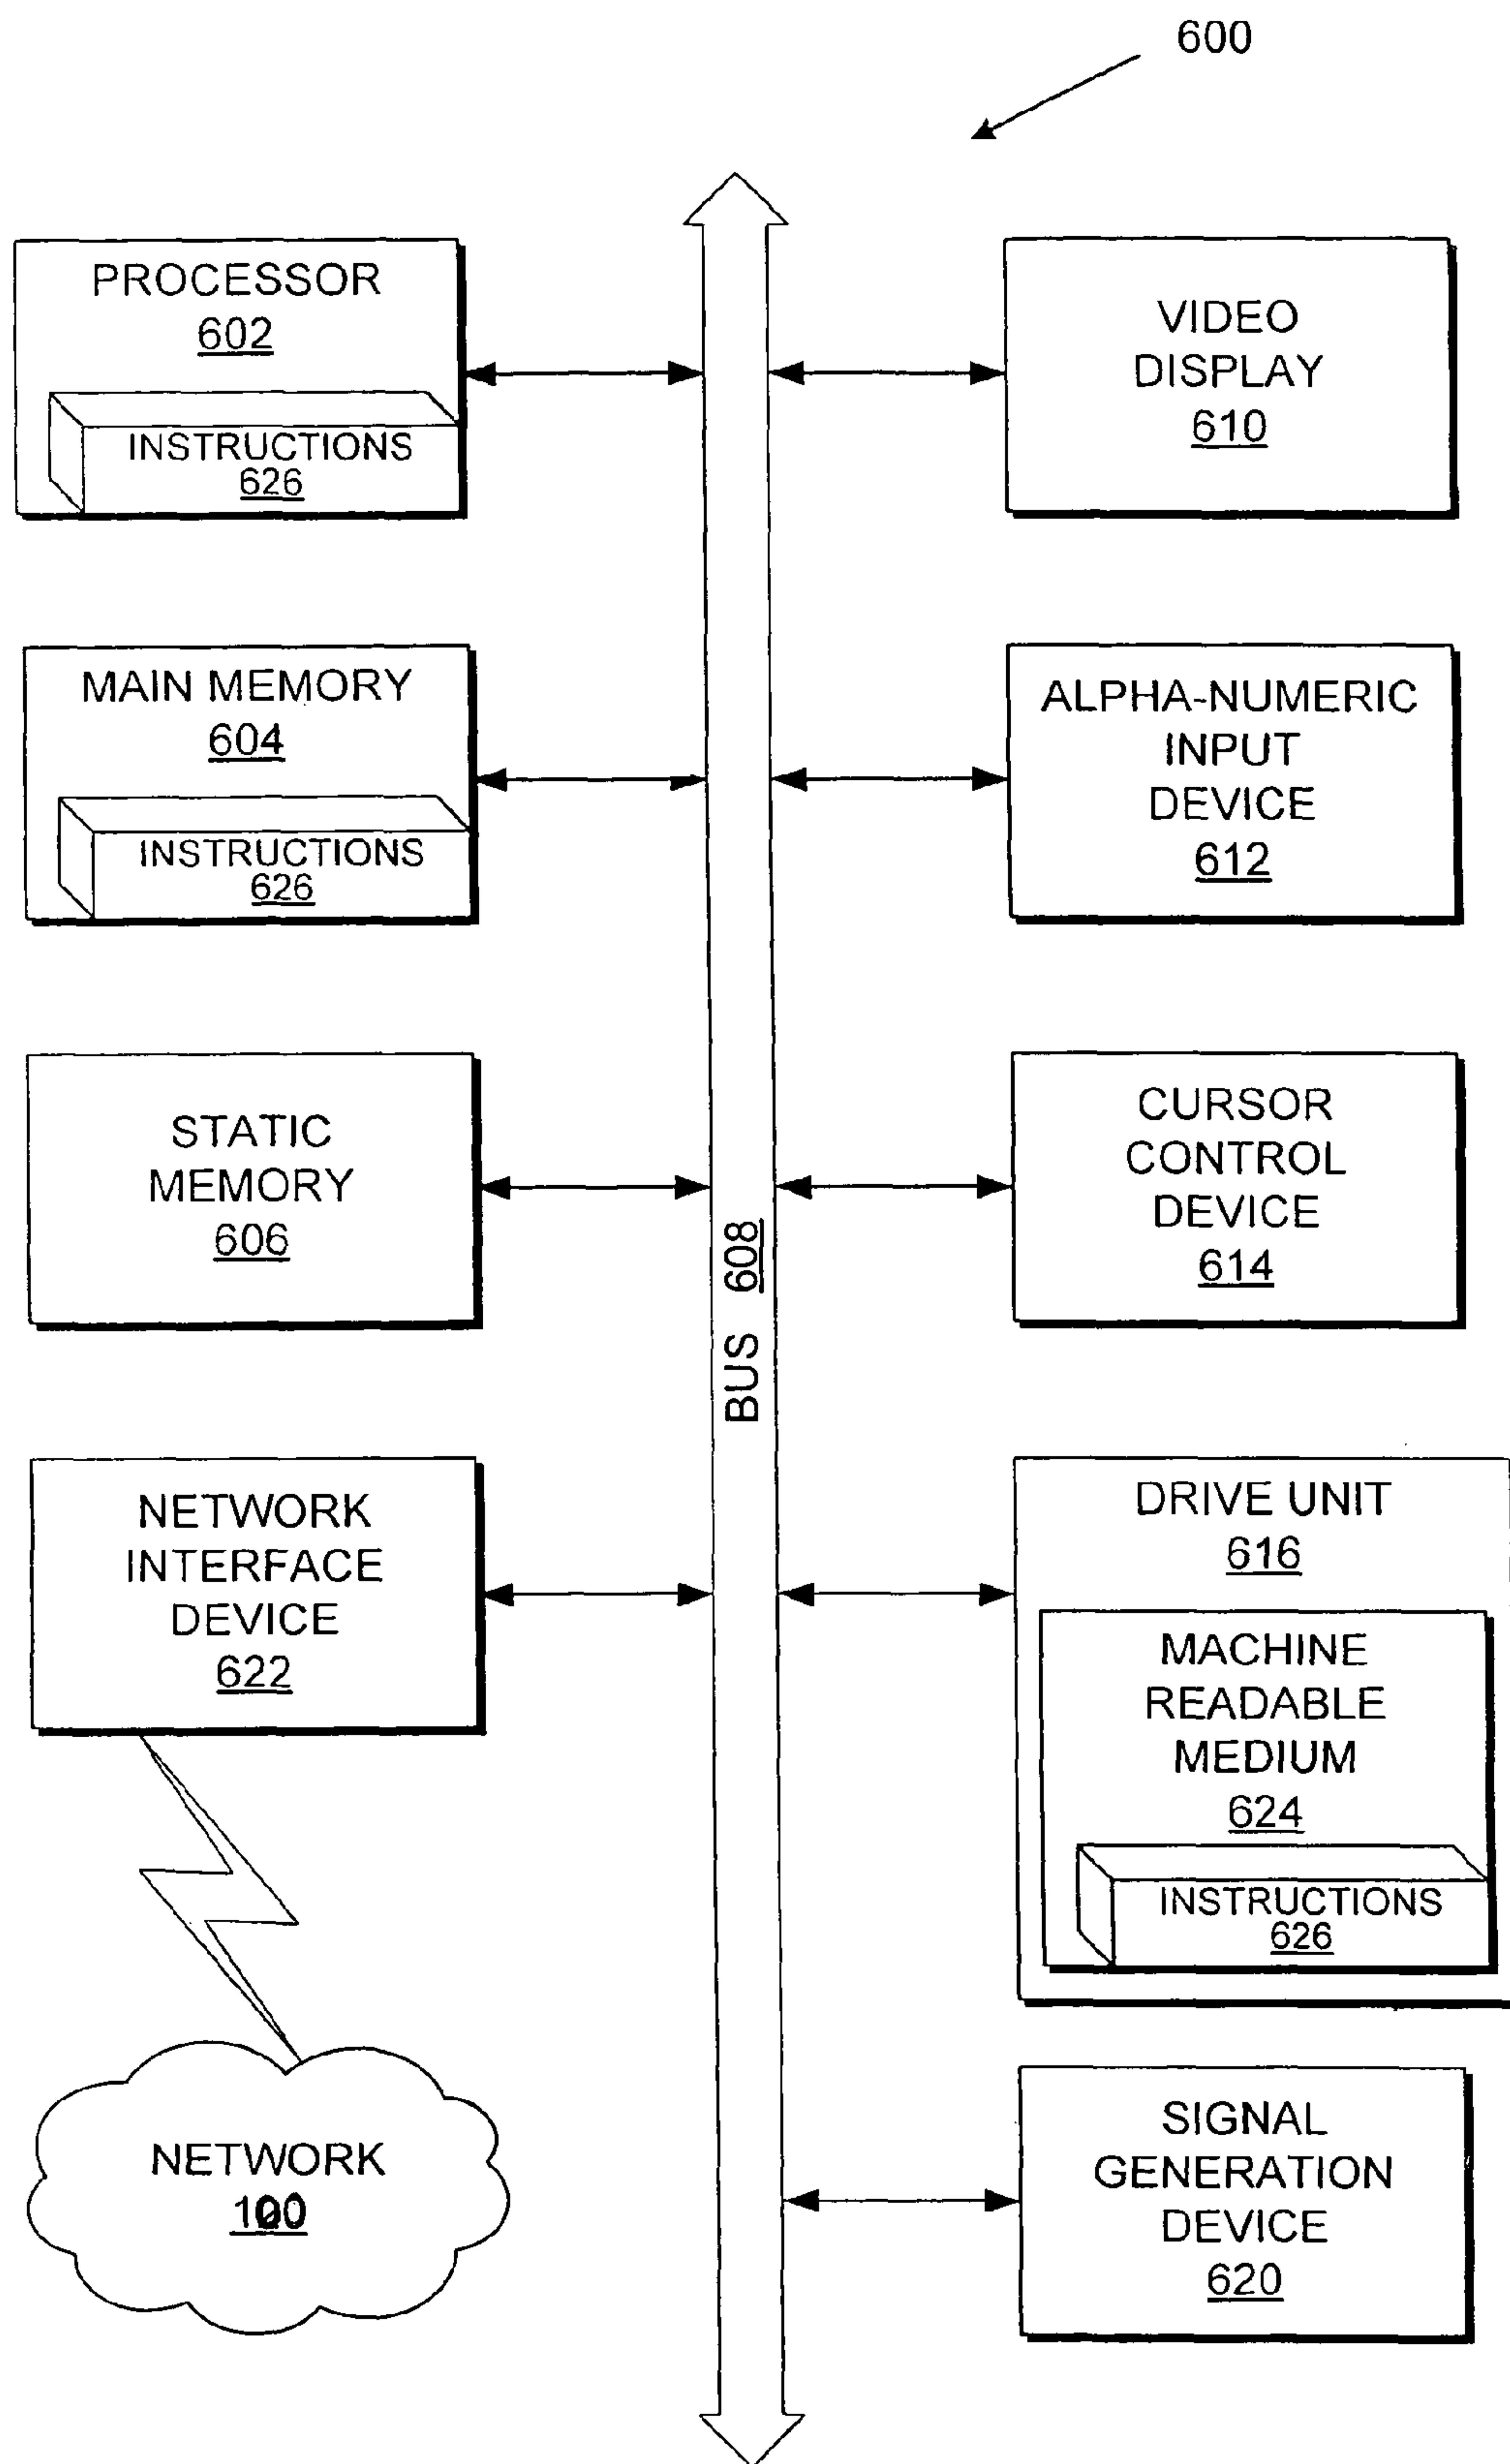 600
PROCESSOR
602
INSTRUCTIONS
626
VIDEO
DISPLAY
610
MAIN MEMORY
604
INSTRUCTIONS
626
ALPHA-NUMERIC
INPUT
DEVICE
612
STATIC
MEMORY
606
CURSOR
CONTROL
DEVICE
614
BUS 608
NETWORK
INTERFACE
DEVICE
622
DRIVE UNIT
616
MACHINE
READABLE
MEDIUM
624
INSTRUCTIONS
626
NETWORK
SIGNAL
GENERATION
DEVICE
620